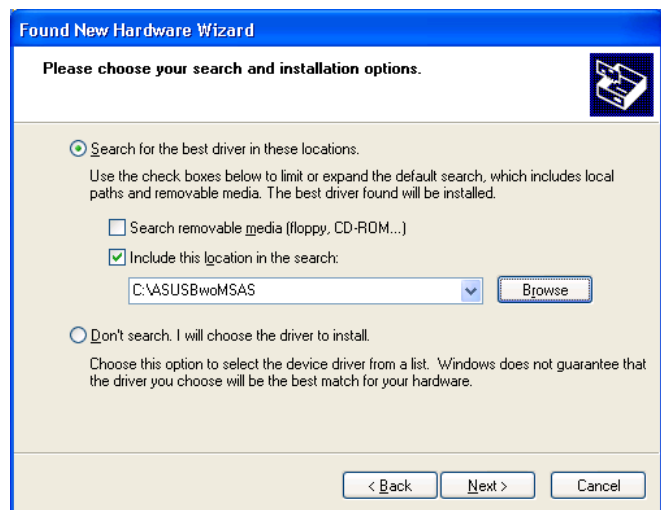 Found New Hardware Wizard
Please choose your search and installation options.
Search for the best driver in these locations.
Use the check boxes below to limit or expand the default search, which includes local
paths and removable media. The best driver found will be installed.
Search removable media (floppy, CD-ROM...)
Include this location in the search:
C:\ASUSBwoMSAS
Browse
Don't search. I will choose the driver to install.
Choose this option to select the device driver from a list. Windows does not guarantee that
the driver you choose will be the best match for your hardware.
< Back Next > Cancel